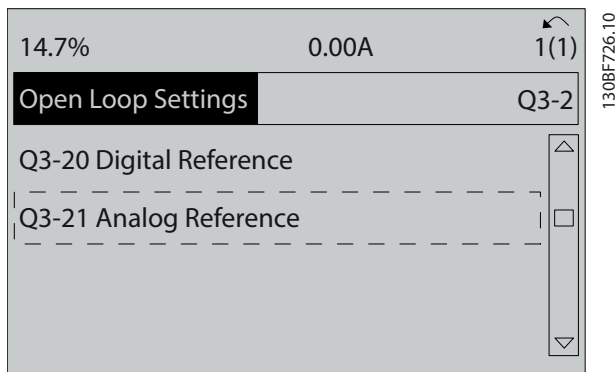 14.7% 0.00A 1(1)
Open Loop Settings Q3-2
Q3-20 Digital Reference
Q3-21 Analog Reference
130BF726.10